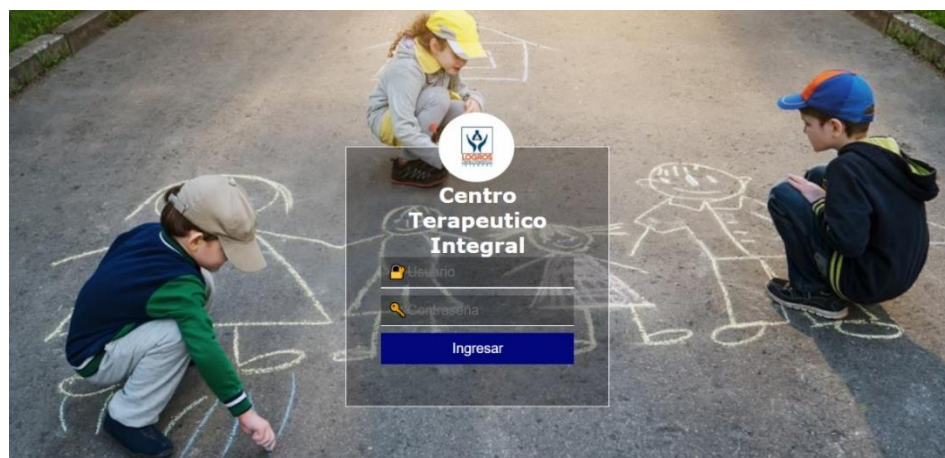 LOGROS
Centro
Terapeutico
Integral
Usuario
Contraseña
Ingresar